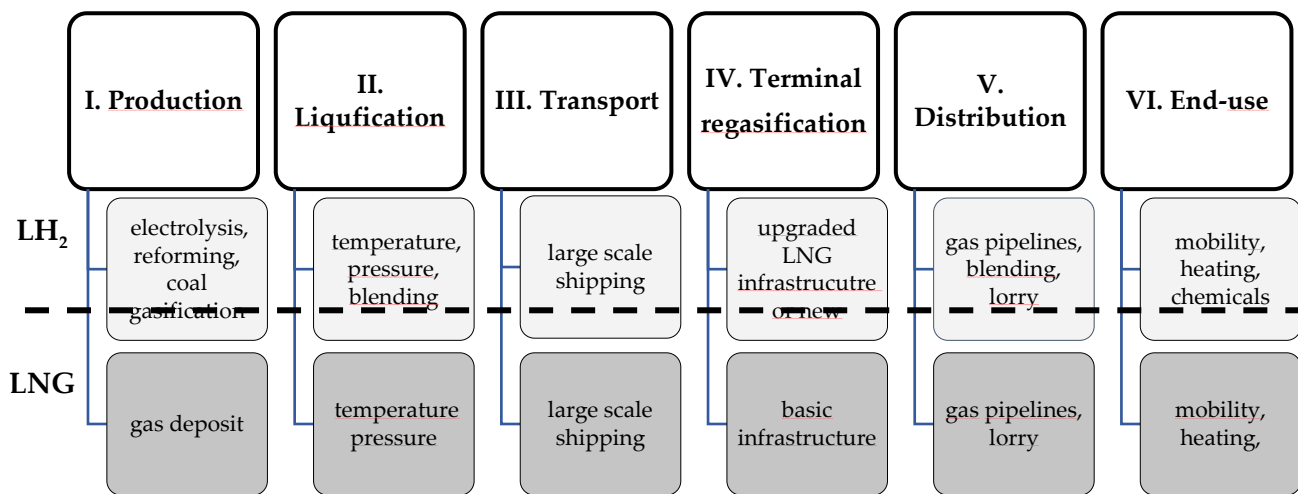 I. Production
II.
Liqufication
III. Transport
IV. Terminal
regasification
V.
Distribution
VI. End-use
LH₂
electrolysis,
reforming,
coal
gasification
temperature,
pressure,
blending
large scale
shipping
upgraded
LNG
infrastrucutre
or new
gas pipelines,
blending,
lorry
mobility,
heating,
chemicals
LNG
gas deposit
temperature
pressure
large scale
shipping
basic
infrastructure
gas pipelines,
lorry
mobility,
heating,